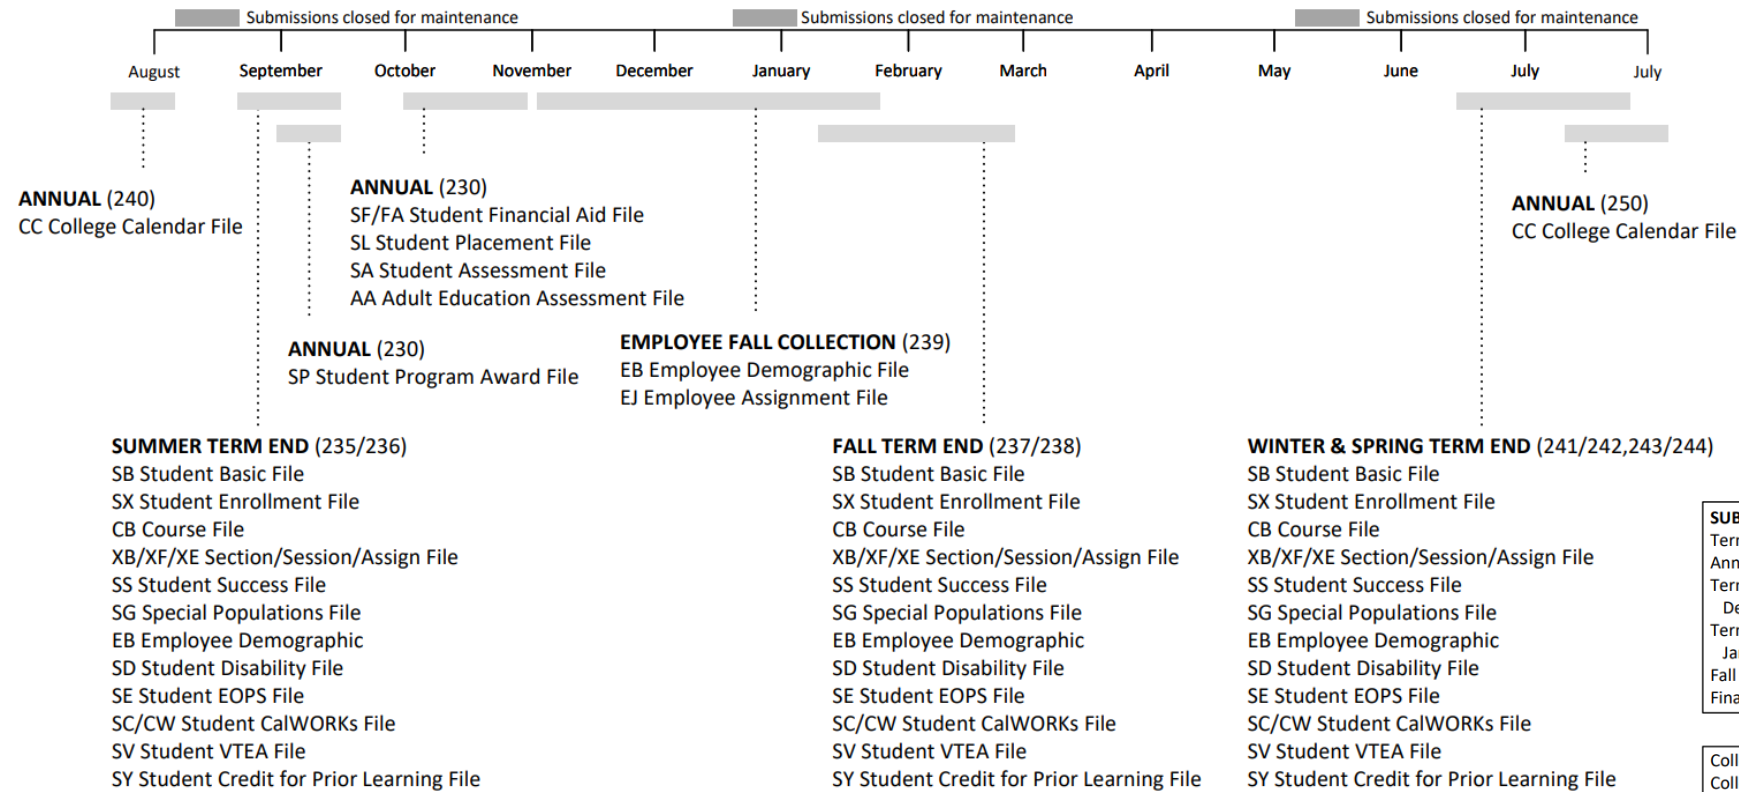 Submissions closed for maintenance
Submissions closed for maintenance
Submissions closed for maintenance
August
September
October
November
December
January
February
March
April
May
June
July
July
ANNUAL (240)
CC College Calendar File
ANNUAL (230)
SF/FA Student Financial Aid File
SL Student Placement File
SA Student Assessment File
AA Adult Education Assessment File
ANNUAL (250)
CC College Calendar File
ANNUAL (230)
SP Student Program Award File
EMPLOYEE FALL COLLECTION (239)
EB Employee Demographic File
EJ Employee Assignment File
SUMMER TERM END (235/236)
SB Student Basic File
SX Student Enrollment File
CB Course File
XB/XF/XE Section/Session/Assign File
SS Student Success File
SG Special Populations File
EB Employee Demographic
SD Student Disability File
SE Student EOPS File
SC/CW Student CalWORKs File
SV Student VTEA File
SY Student Credit for Prior Learning File
FALL TERM END (237/238)
SB Student Basic File
SX Student Enrollment File
CB Course File
XB/XF/XE Section/Session/Assign File
SS Student Success File
SG Special Populations File
EB Employee Demographic
SD Student Disability File
SE Student EOPS File
SC/CW Student CalWORKs File
SV Student VTEA File
SY Student Credit for Prior Learning File
WINTER & SPRING TERM END (241/242,243/244)
SB Student Basic File
SX Student Enrollment File
CB Course File
XB/XF/XE Section/Session/Assign File
SS Student Success File
SG Special Populations File
EB Employee Demographic
SD Student Disability File
SE Student EOPS File
SC/CW Student CalWORKs File
SV Student VTEA File
SY Student Credit for Prior Learning File
Fall